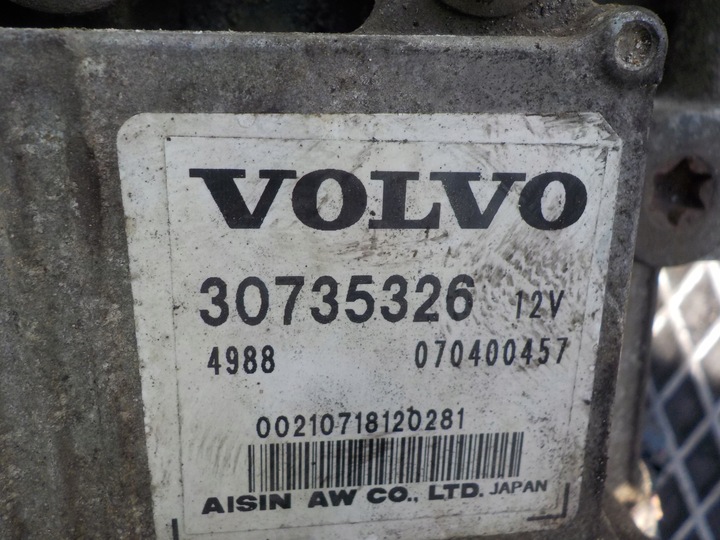 VOLVO
30735326 12V
4988 070400457
00210718120281
AISIN AW CO., LTD. JAPAN